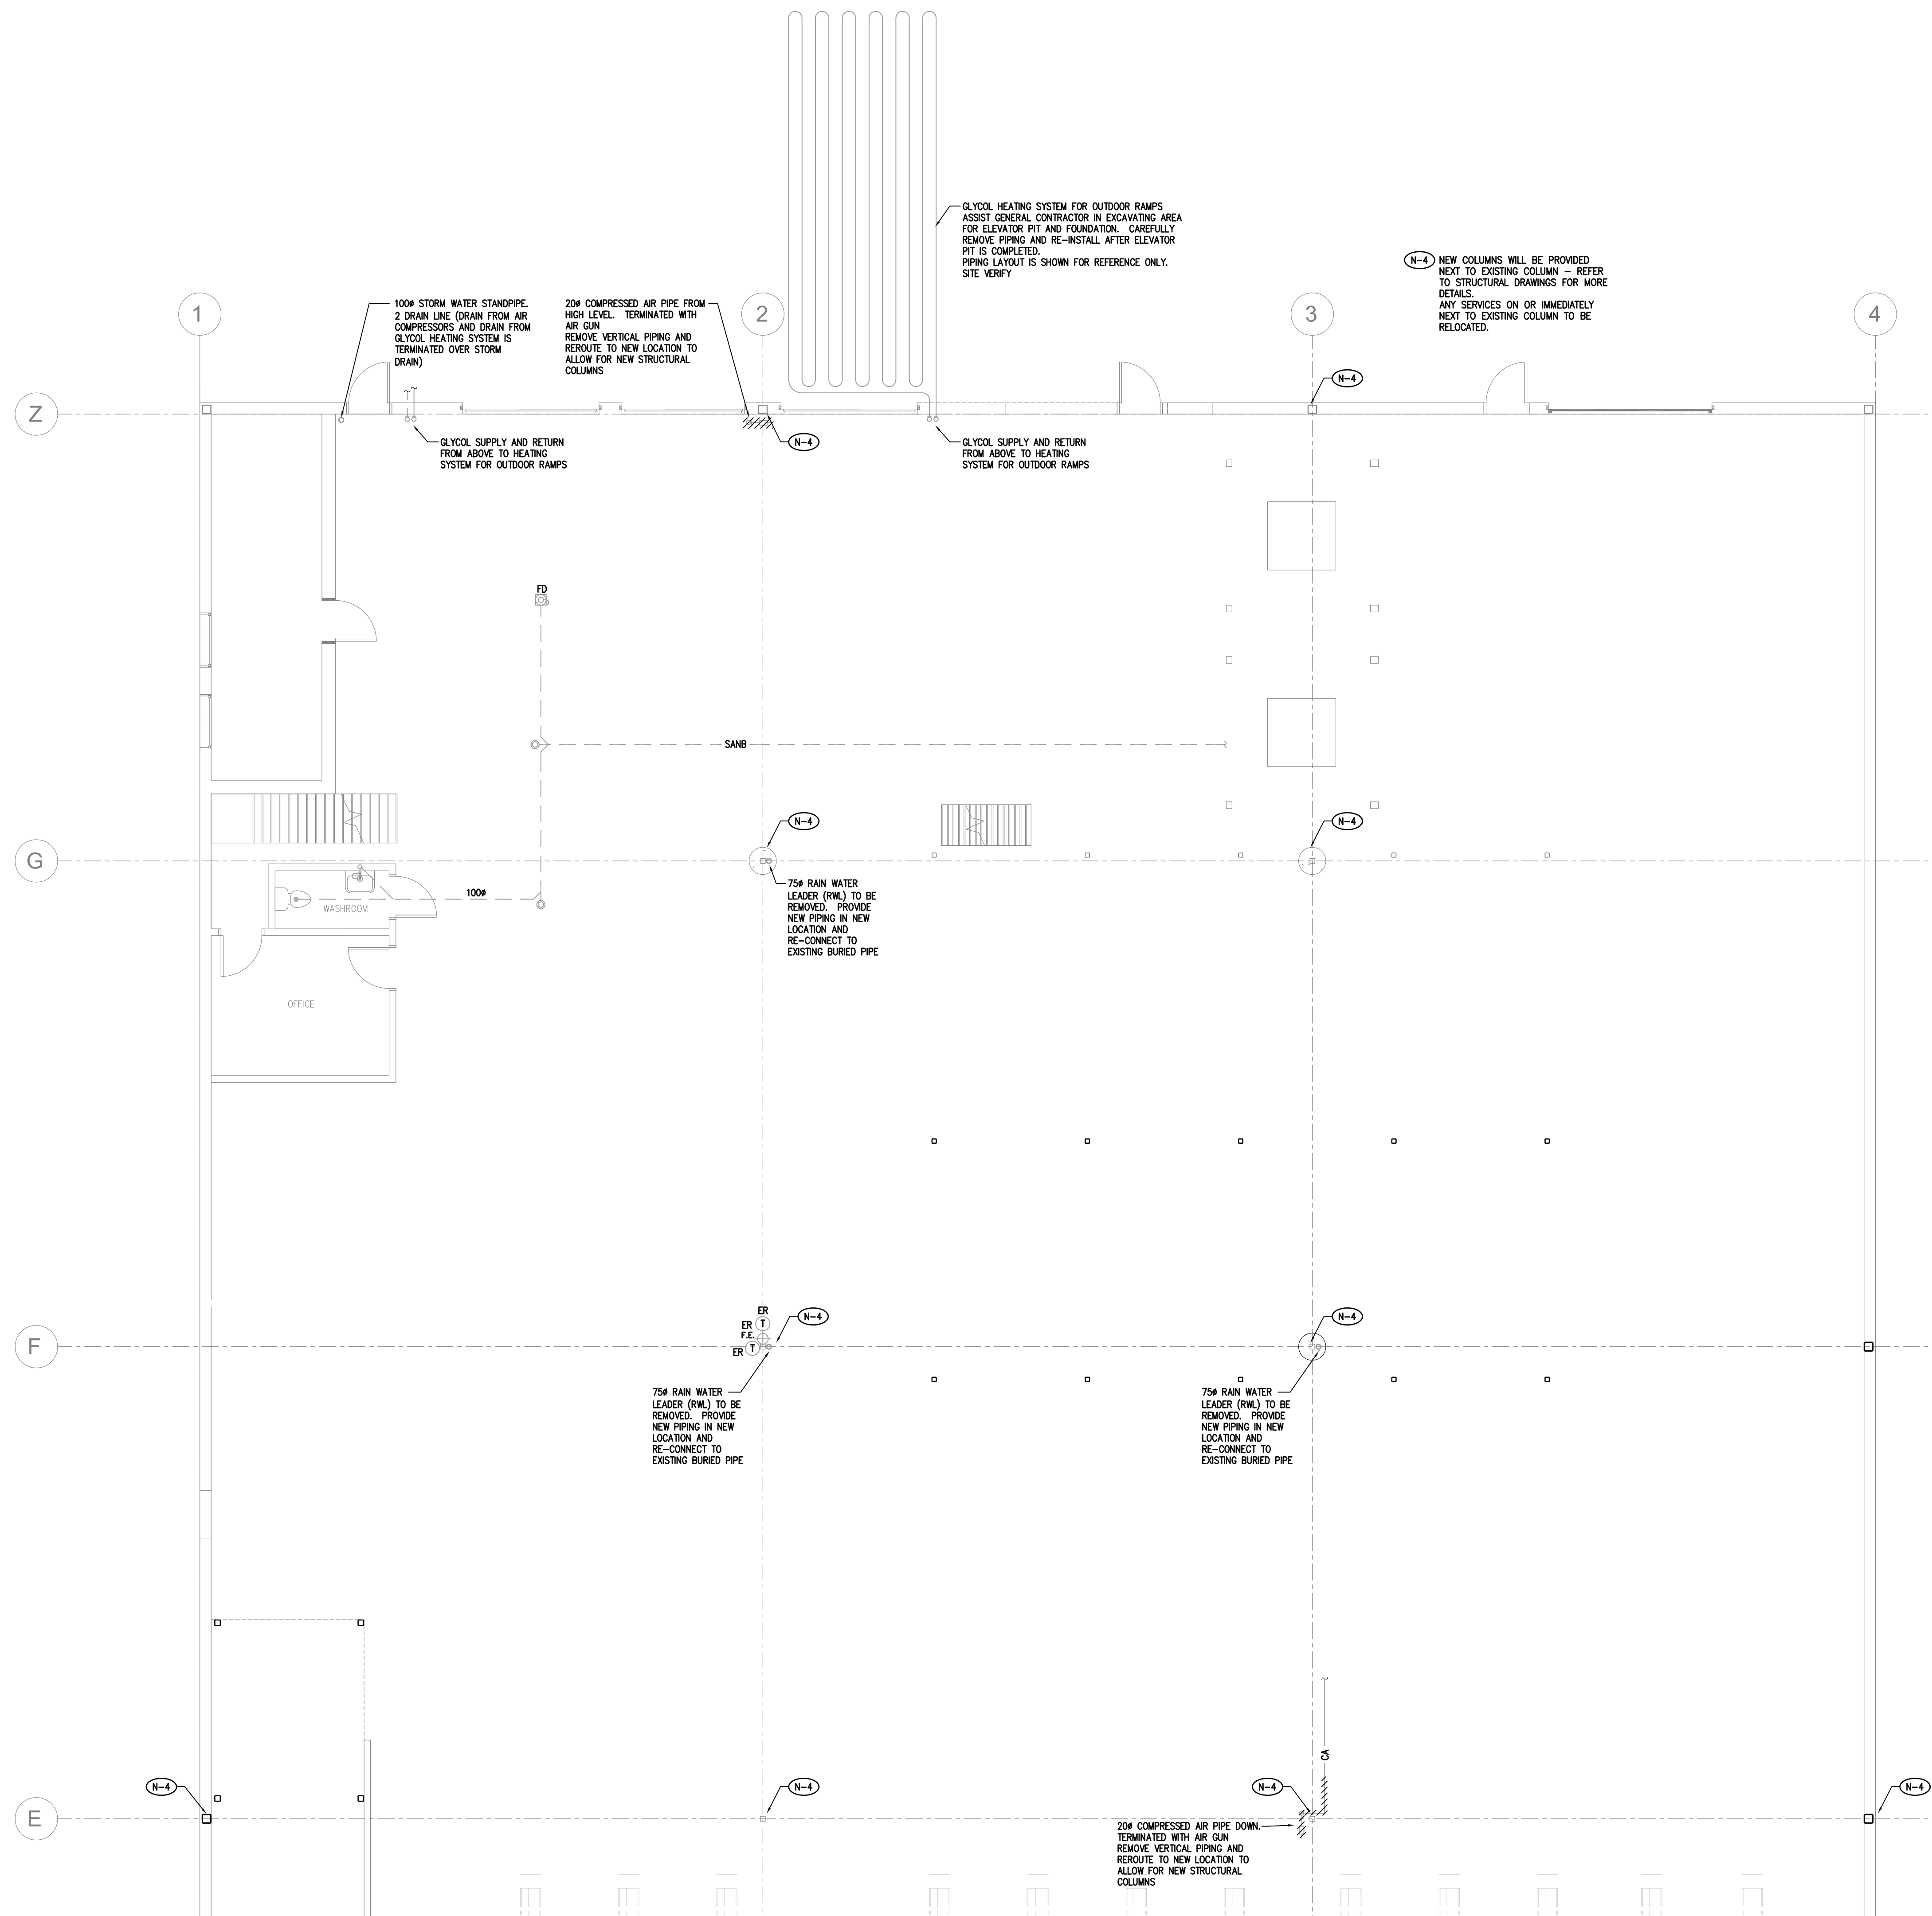 GLYCOL HEATING SYSTEM FOR OUTDOOR RAMPS
ASSIST GENERAL CONTRACTOR IN EXCAVATING AREA
FOR ELEVATOR PIT AND FOUNDATION. CAREFULLY
REMOVE PIPING AND RE-INSTALL AFTER ELEVATOR
PIT IS COMPLETED.
PIPING LAYOUT IS SHOWN FOR REFERENCE ONLY.
SITE VERIFY
N-4
NEW COLUMNS WILL BE PROVIDED
NEXT TO EXISTING COLUMN - REFER
TO STRUCTURAL DRAWINGS FOR MORE
DETAILS.
ANY SERVICES ON OR IMMEDIATELY
NEXT TO EXISTING COLUMN TO BE
RELOCATED.
1
100ø STORM WATER STANDPIPE.
2 DRAIN LINE (DRAIN FROM AIR
COMPRESSORS AND DRAIN FROM
GLYCOL HEATING SYSTEM IS
TERMINATED OVER STORM
DRAIN)
20ø COMPRESSED AIR PIPE FROM
HIGH LEVEL. TERMINATED WITH
AIR GUN
REMOVE VERTICAL PIPING AND
REROUTE TO NEW LOCATION TO
ALLOW FOR NEW STRUCTURAL
COLUMNS
2
3
4
N-4
Z
GLYCOL SUPPLY AND RETURN
FROM ABOVE TO HEATING
SYSTEM FOR OUTDOOR RAMPS
N-4
GLYCOL SUPPLY AND RETURN
FROM ABOVE TO HEATING
SYSTEM FOR OUTDOOR RAMPS
FD
SANB
N-4
N-4
G
75ø RAIN WATER
LEADER (RWL) TO BE
REMOVED. PROVIDE
NEW PIPING IN NEW
LOCATION AND
RE-CONNECT TO
EXISTING BURIED PIPE
100ø
WASHROOM
OFFICE
ER
ER T
F.E.
ER T
N-4
N-4
F
75ø RAIN WATER
LEADER (RWL) TO BE
REMOVED. PROVIDE
NEW PIPING IN NEW
LOCATION AND
RE-CONNECT TO
EXISTING BURIED PIPE
75ø RAIN WATER
LEADER (RWL) TO BE
REMOVED. PROVIDE
NEW PIPING IN NEW
LOCATION AND
RE-CONNECT TO
EXISTING BURIED PIPE
CA
N-4
N-4
N-4
N-4
E
20ø COMPRESSED AIR PIPE DOWN.
TERMINATED WITH AIR GUN
REMOVE VERTICAL PIPING AND
REROUTE TO NEW LOCATION TO
ALLOW FOR NEW STRUCTURAL
COLUMNS